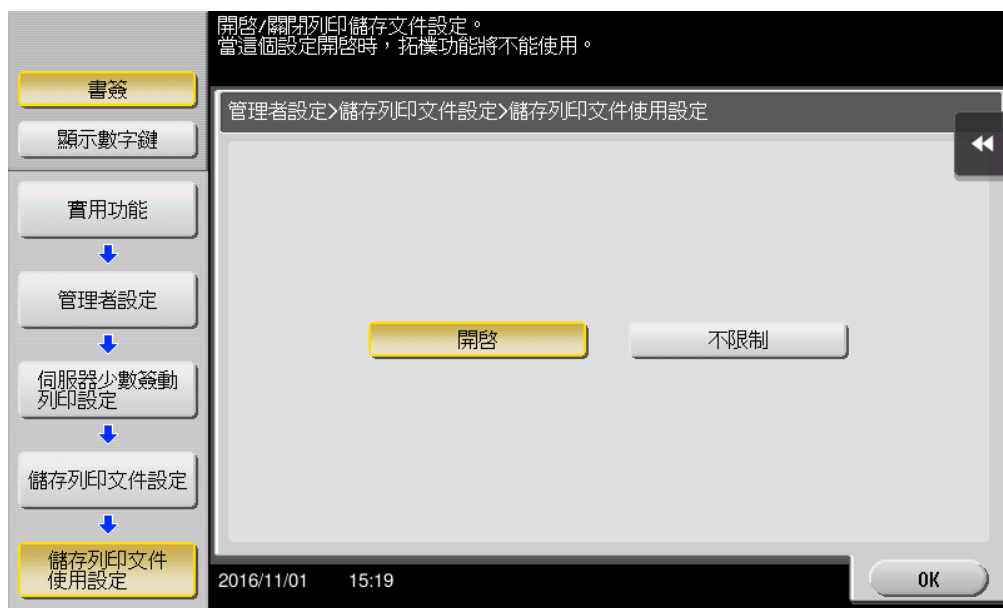 開啓/關閉列印儲存文件設定。
當這個設定開啓時，拓樸功能將不能使用。
書簽
顯示數字鍵
管理者設定>儲存列印文件設定>儲存列印文件使用設定
實用功能
管理者設定
伺服器少數簽動
列印設定
儲存列印文件設定
儲存列印文件
使用設定
開啓
不限制
2016/11/01 15:19
OK